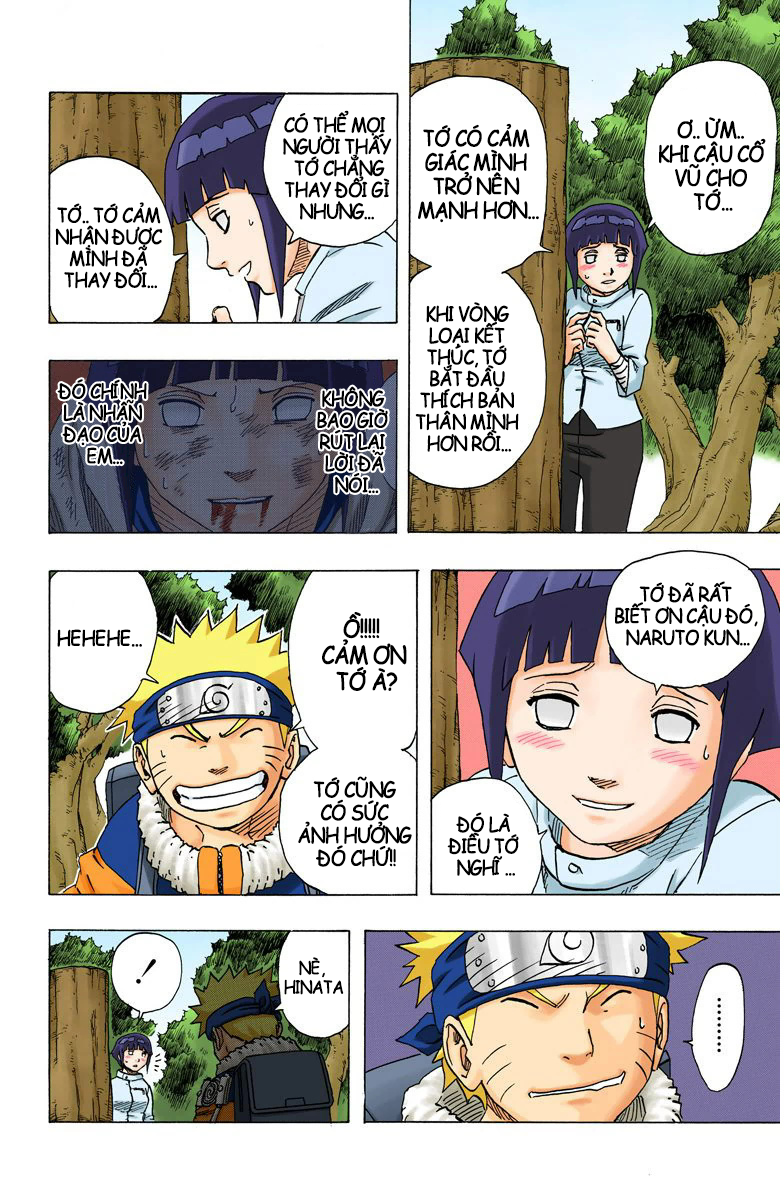 Ơ.. ỪM..
KHI CẬU CỔ
VŨ CHO
TỚ...
TỚ CÓ CẢM
GIÁC MÌNH
TRỞ NÊN
MẠNH HƠN...
KHI VÒNG
LOẠI KẾT
THÚC, TỚ
BẮT ĐẦU
THÍCH BẢN
THÂN MÌNH
HƠN RỒI...
CÓ THỂ MỌI
NGƯỜI THẤY
TỚ CHẲNG
THAY ĐỔI GÌ
NHƯNG...
TỚ.. TỚ CẢM
NHẬN ĐƯỢC
MÌNH ĐÃ
THAY ĐỔI...
KHÔNG
BAO GIỜ
RÚT LẠI
LỜI ĐÃ
NÓI...
ĐÓ CHÍNH
LÀ NHẪN
ĐẠO CỦA
EM...
TỚ ĐÃ RẤT
BIẾT ƠN CẬU ĐÓ,
NARUTO KUN...
ĐÓ LÀ
ĐIỀU TỚ
NGHĨ ...
Ồ!!!!!
CẢM ƠN
TỚ À?
TỚ CŨNG
CÓ SỨC
ẢNH HƯỞNG
ĐÓ CHỨ!!
HEHEHE...
.........
NÈ,
HINATA
!